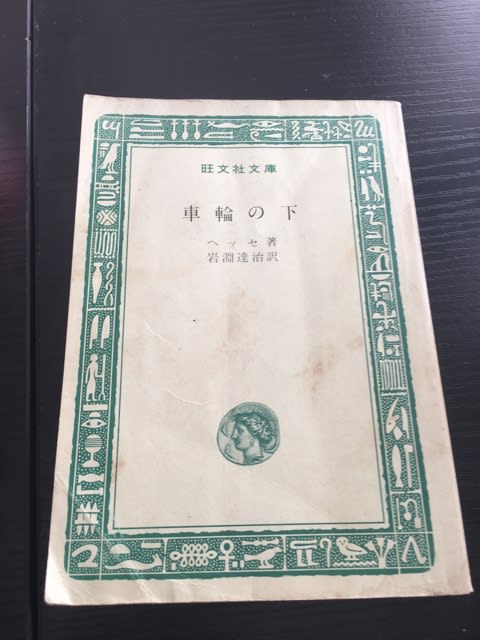 旺文社文庫
車輪の下
ヘッセ著
岩淵達治訳